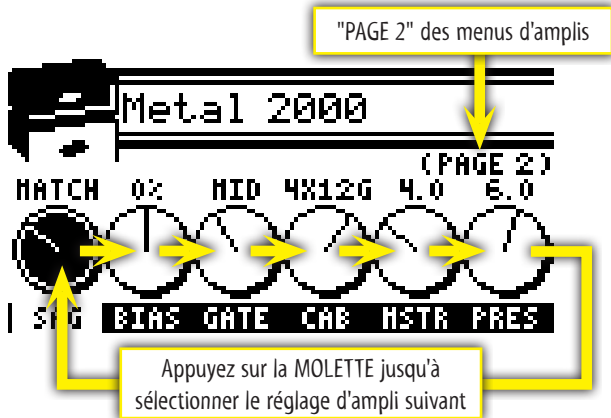 "PAGE 2" des menus d'amplis
Metal 2000
(PAGE 2)
MATCH 0% MID 4X12G 4.0 6.0
SAG BIAS GATE CAB MSTR PRES
Appuyez sur la MOLETTE jusqu'à
sélectionner le réglage d'ampli suivant